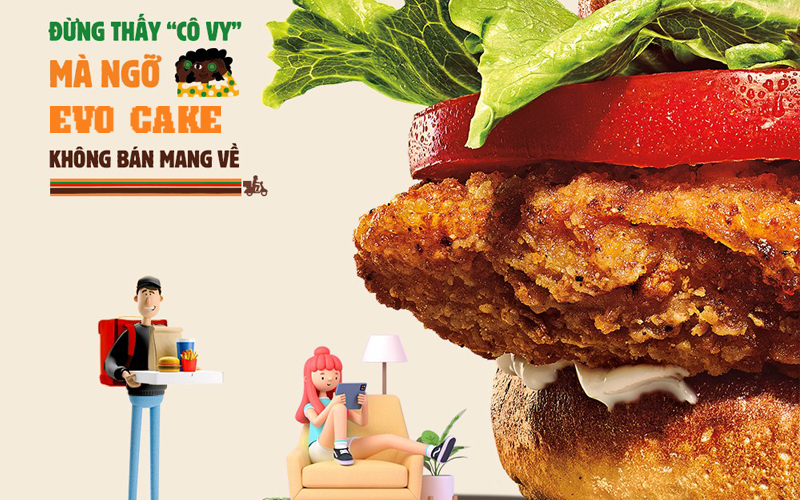 ĐỪNG THẤY “CÔ VY”
MÀ NGỠ
EVO CAKE
KHÔNG BÁN MANG VỀ